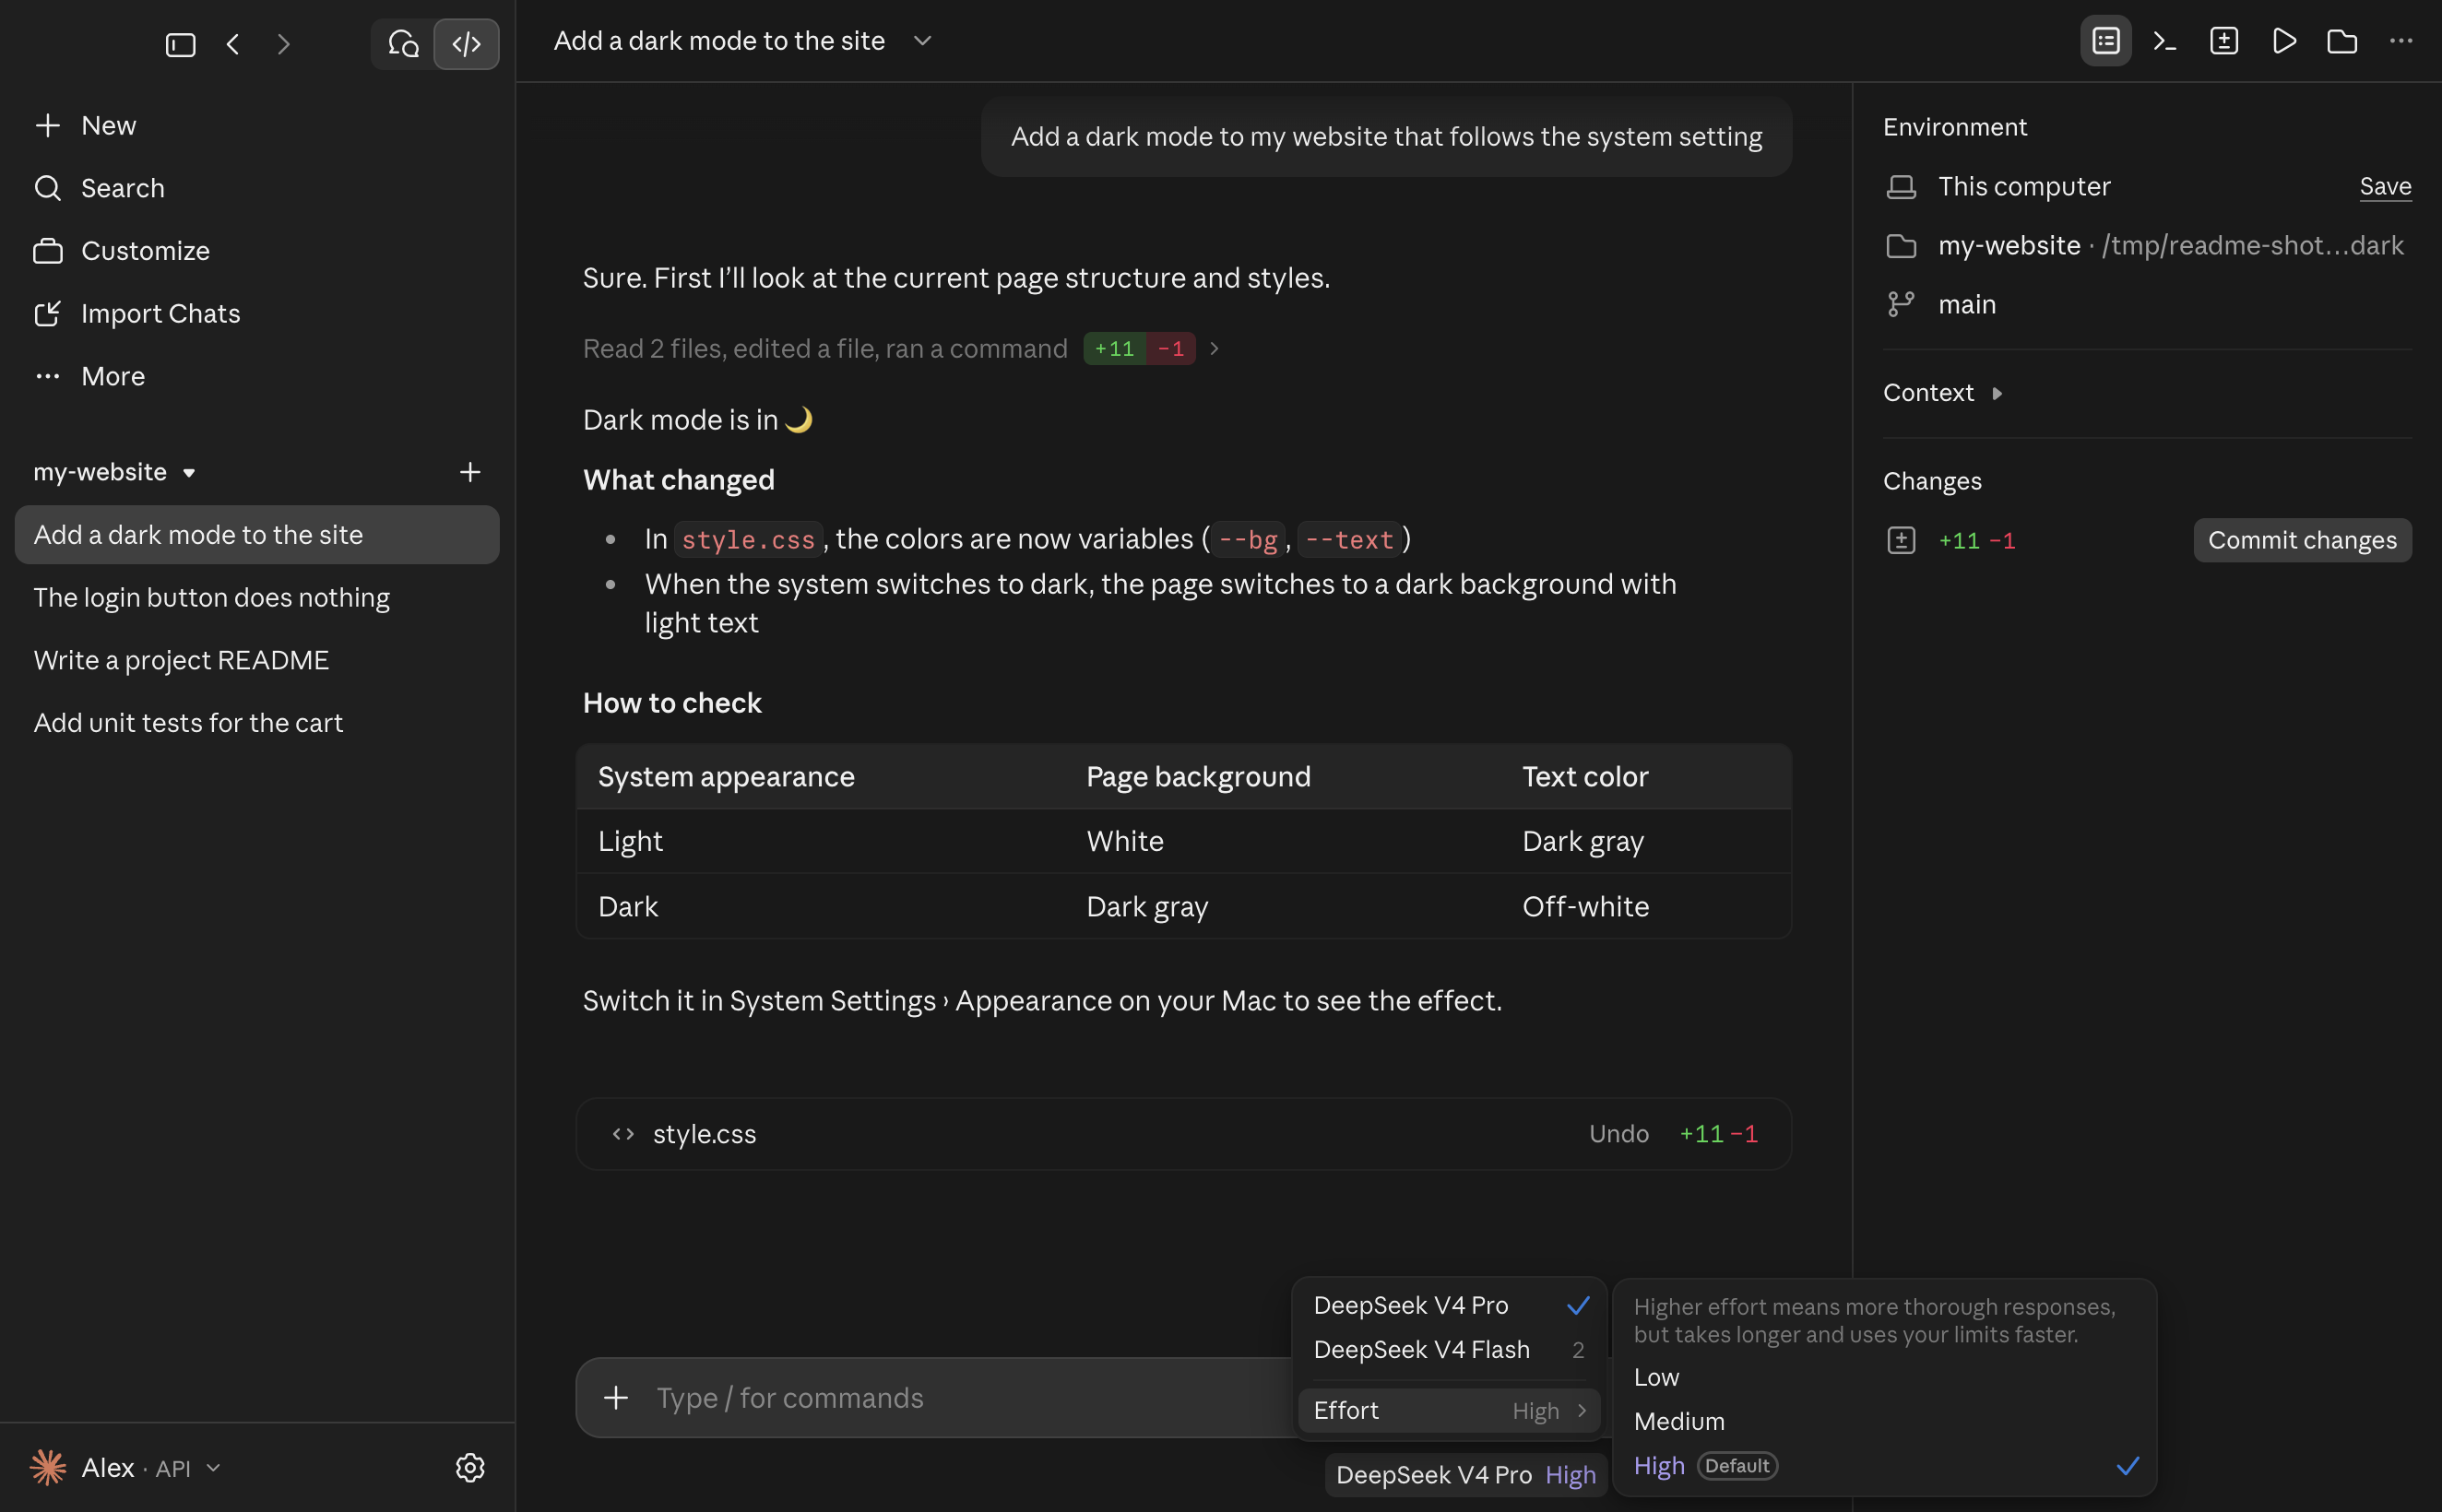 New
Search
Customize
Import Chats
More
my-website
Add a dark mode to the site
The login button does nothing
Write a project README
Add unit tests for the cart
Alex · API
Add a dark mode to the site
Add a dark mode to my website that follows the system setting
Sure. First I’ll look at the current page structure and styles.
Read 2 files, edited a file, ran a command +11 −1
Dark mode is in 🌙
What changed
In style.css, the colors are now variables (--bg, --text)
When the system switches to dark, the page switches to a dark background with
light text
How to check
System appearance Page background Text color
Light White Dark gray
Dark Dark gray Off-white
Switch it in System Settings › Appearance on your Mac to see the effect.
style.css Undo +11 −1
Type / for commands
DeepSeek V4 Pro
DeepSeek V4 Flash 2
Effort High
DeepSeek V4 Pro High
Higher effort means more thorough responses,
but takes longer and uses your limits faster.
Low
Medium
High Default
Environment
This computer Save
my-website · /tmp/readme-shot…dark
main
Context
Changes
+11 −1 Commit changes